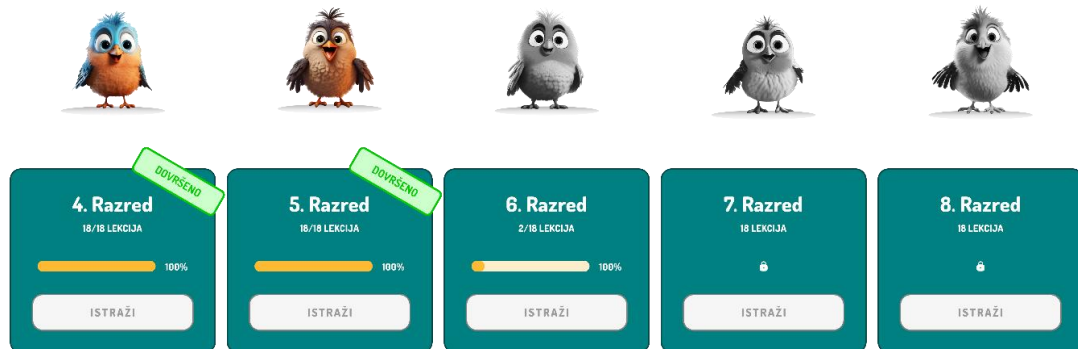 DOVRŠENO
4. Razred
18/18 LEKCIJA
100%
ISTRAŽI
DOVRŠENO
5. Razred
18/18 LEKCIJA
100%
ISTRAŽI
6. Razred
2/18 LEKCIJA
100%
ISTRAŽI
7. Razred
18 LEKCIJA
ISTRAŽI
8. Razred
18 LEKCIJA
ISTRAŽI